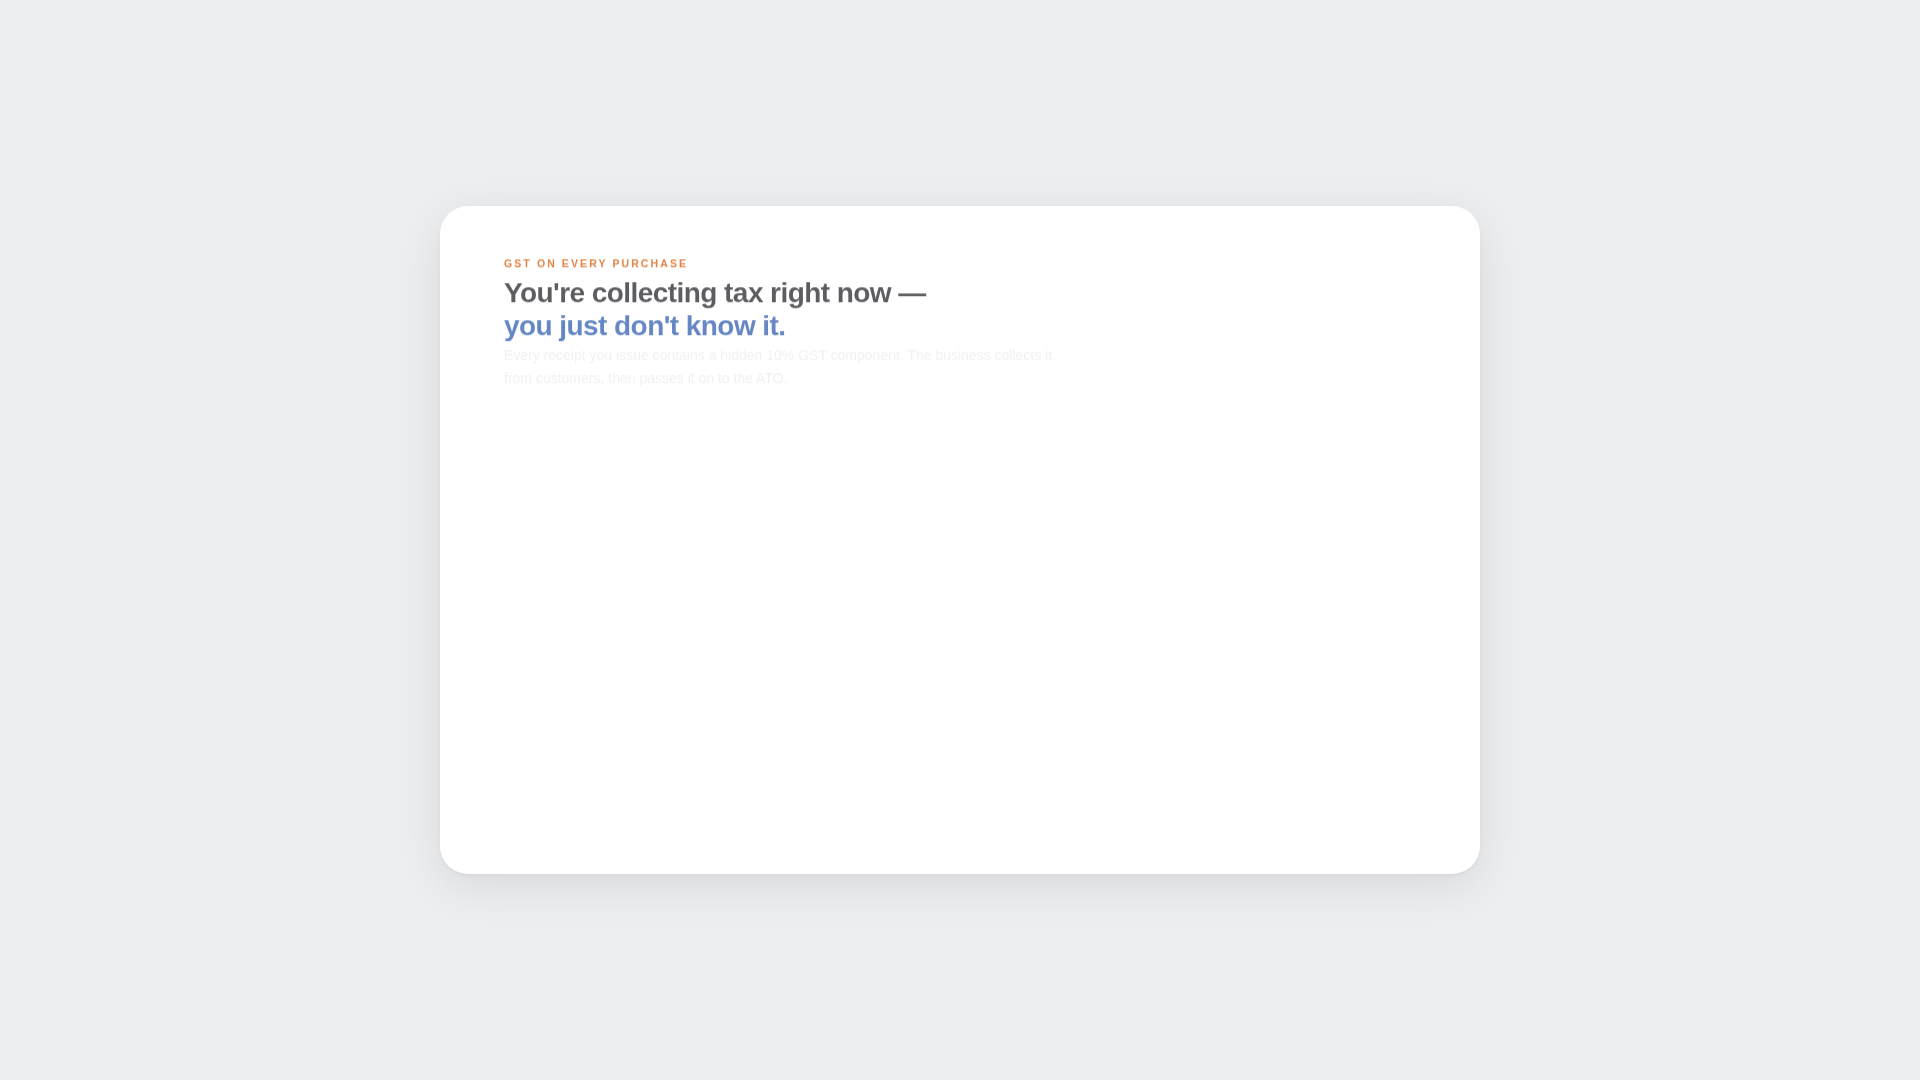 GST ON EVERY PURCHASE
You're collecting tax right now —
you just don't know it.
Every receipt you issue contains a hidden 10% GST component. The business collects it
from customers, then passes it on to the ATO.